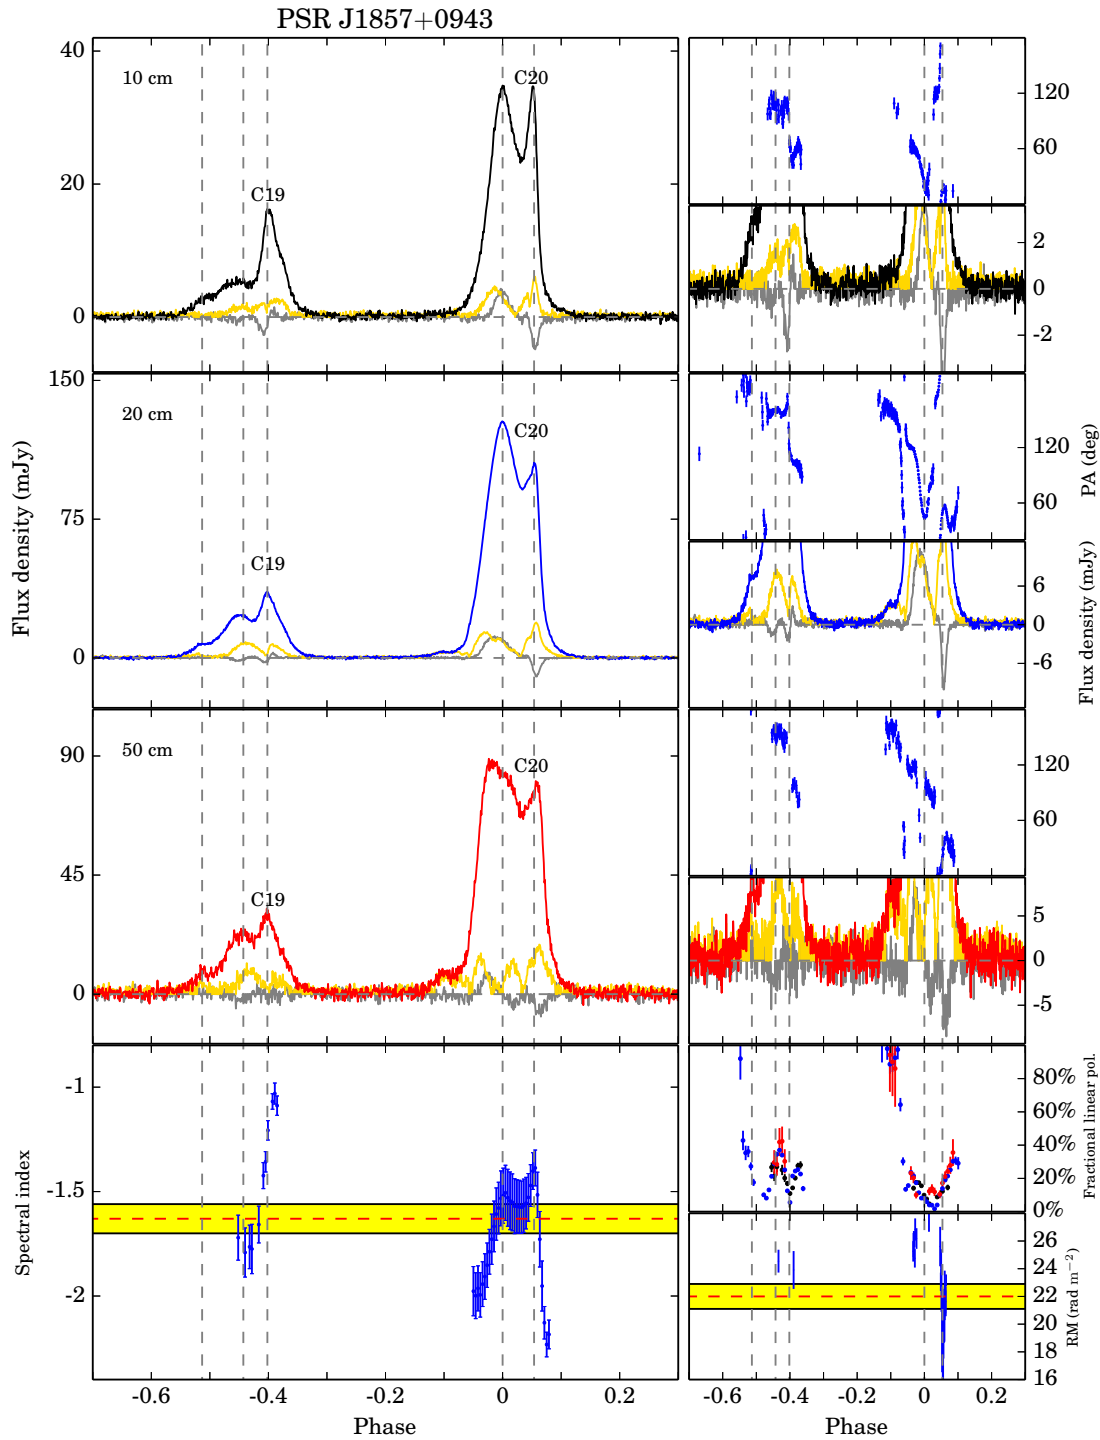 PSR J1857+0943
40
20
0
10 cm
C19
C20
120
60
2
0
-2
150
75
0
20 cm
C19
C20
120
60
PA (deg)
6
0
-6
Flux density (mJy)
Flux density (mJy)
90
45
0
50 cm
C19
C20
120
60
5
0
-5
-1
-1.5
-2
Spectral index
80%
60%
40%
20%
0%
Fractional linear pol.
26
24
22
20
18
16
RM (rad m⁻²)
-0.6 -0.4 -0.2 0 0.2
Phase
-0.6 -0.4 -0.2 0 0.2
Phase